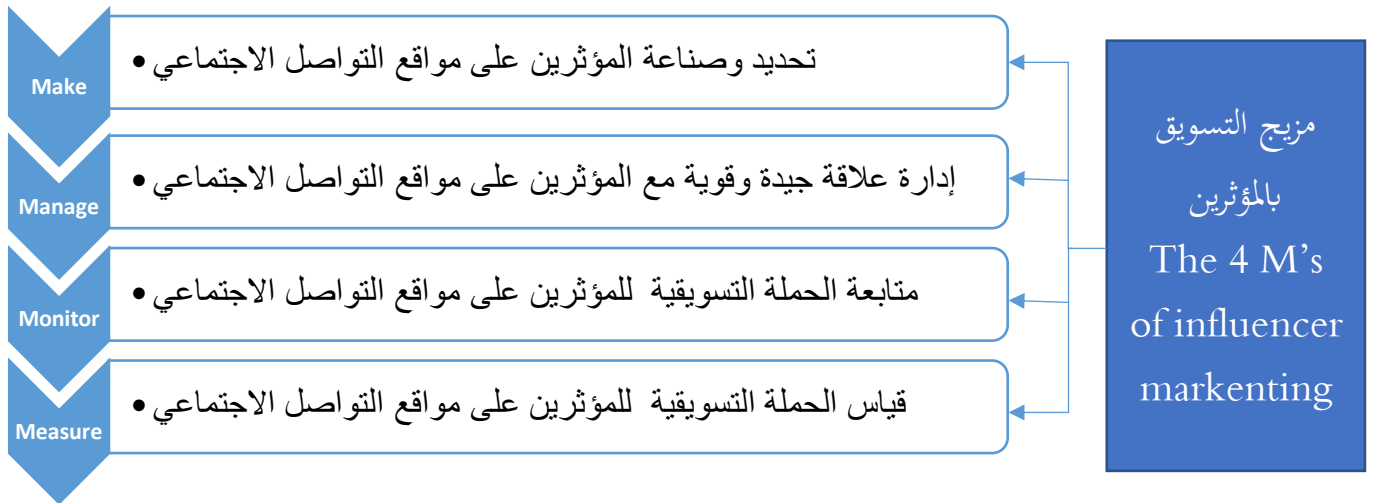 Make
تحديد وصناعة المؤثرين على مواقع التواصل الاجتماعي •
Manage
إدارة علاقة جيدة وقوية مع المؤثرين على مواقع التواصل الاجتماعي •
Monitor
متابعة الحملة التسويقية للمؤثرين على مواقع التواصل الاجتماعي •
Measure
قياس الحملة التسويقية للمؤثرين على مواقع التواصل الاجتماعي •
مزيج التسويق
بالمؤثرين
The 4 M’s
of influencer
markenting